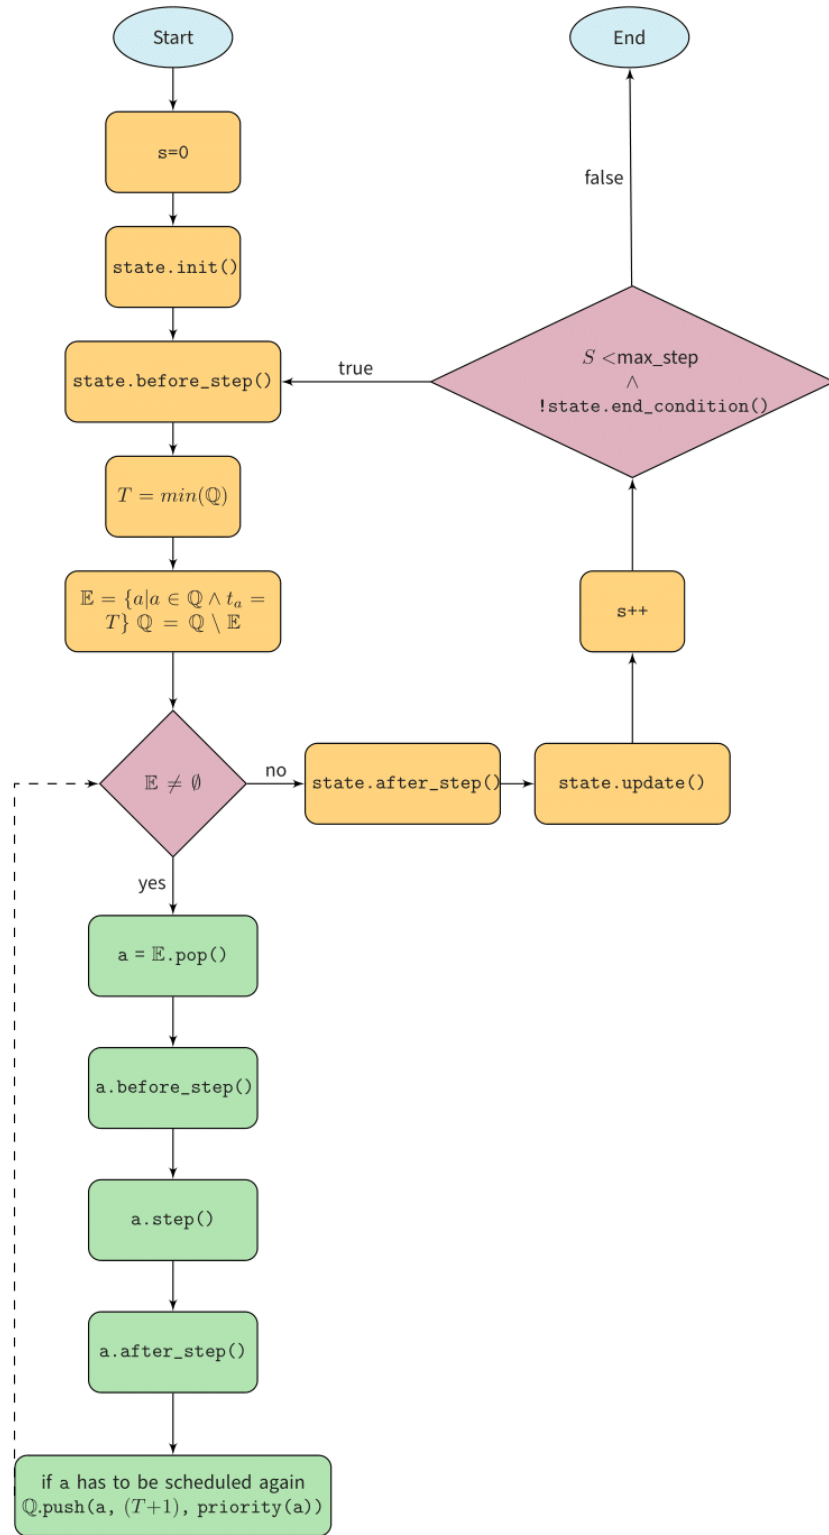 Start
s=0
state.init()
state.before_step()
T = min(ℚ)
𝔼 = {a|a ∈ ℚ ∧ t_a =
T} ℚ = ℚ \ 𝔼
𝔼 ≠ ∅
no
state.after_step()
state.update()
s++
S <max_step
∧
!state.end_condition()
true
false
End
yes
a = 𝔼.pop()
a.before_step()
a.step()
a.after_step()
if a has to be scheduled again
ℚ.push(a, (T+1), priority(a))